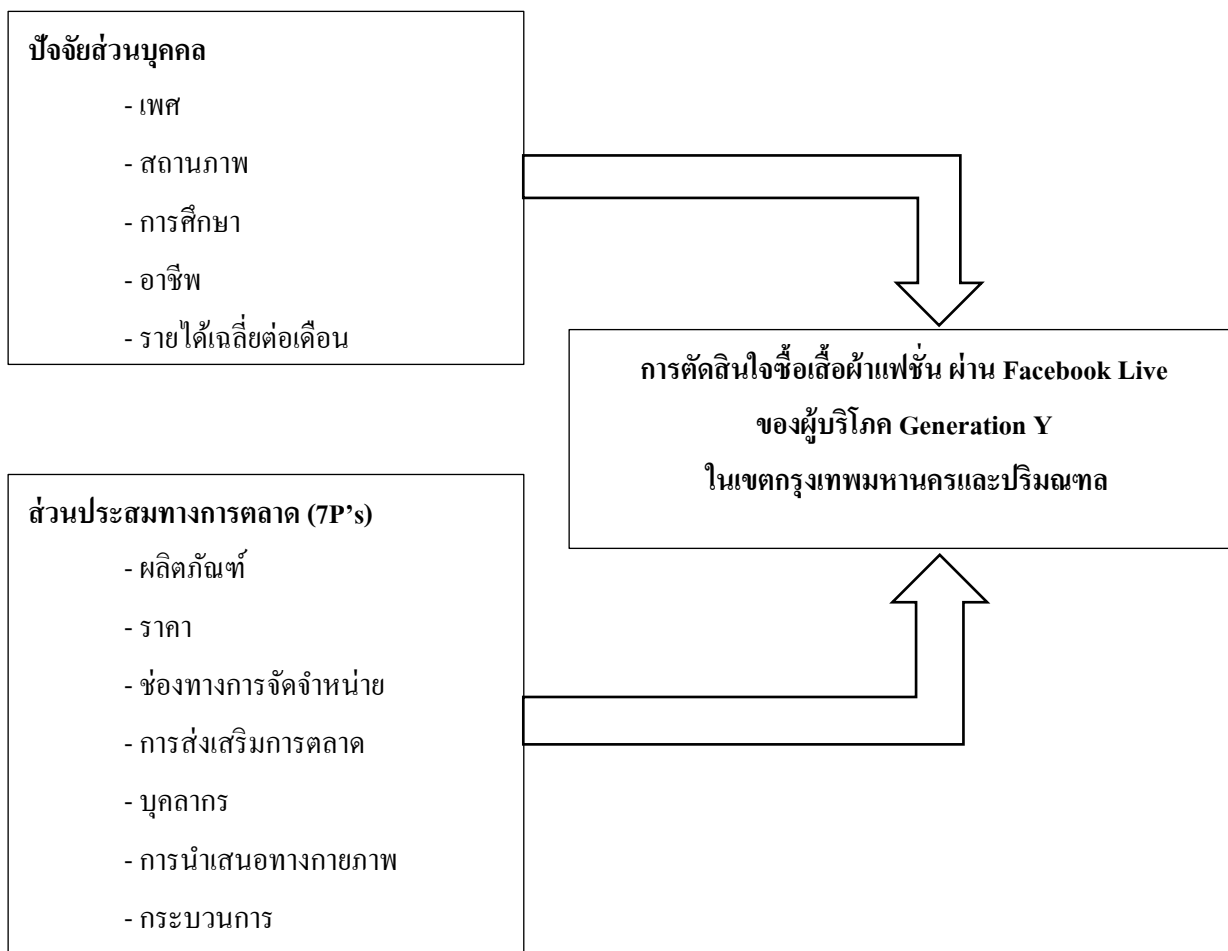 ปัจจัยส่วนบุคคล
- เพศ
- สถานภาพ
- การศึกษา
- อาชีพ
- รายได้เฉลี่ยต่อเดือน
การตัดสินใจซื้อเสื้อผ้าแฟชั่น ผ่าน Facebook Live
ของผู้บริโภค Generation Y
ในเขตกรุงเทพมหานครและปริมณฑล
ส่วนประสมทางการตลาด (7P’s)
- ผลิตภัณฑ์
- ราคา
- ช่องทางการจัดจำหน่าย
- การส่งเสริมการตลาด
- บุคลากร
- การนำเสนอทางกายภาพ
- กระบวนการ